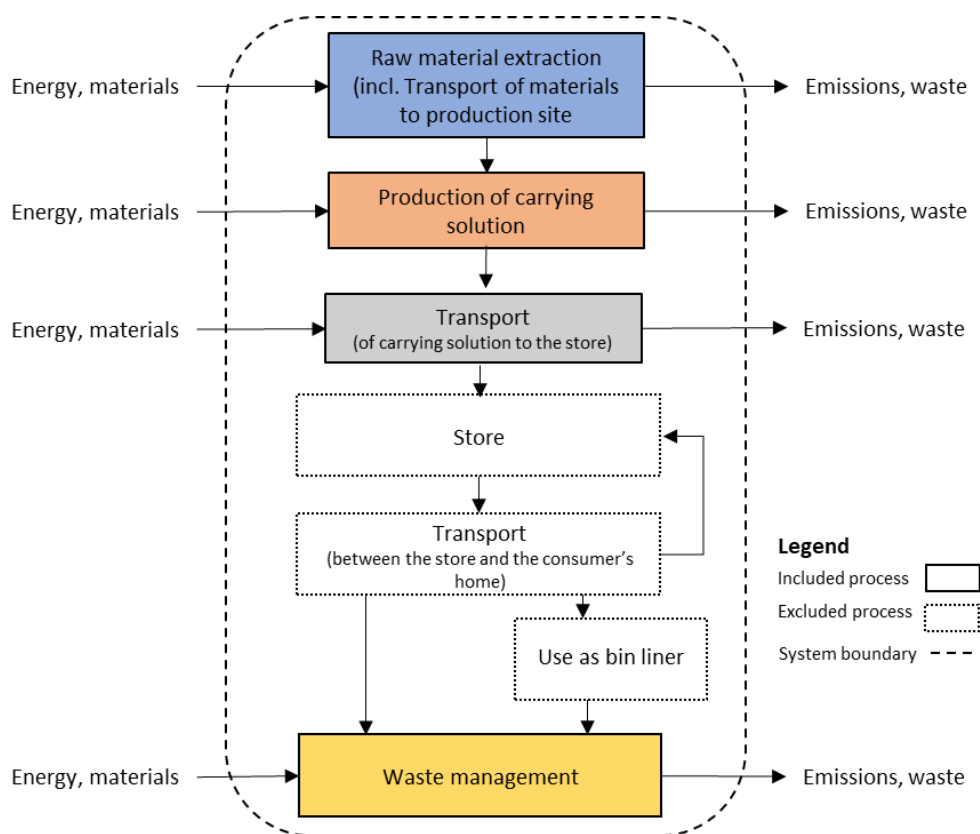 Raw material extraction
Energy, materials
(incl. Transport of materials
Emissions, waste
to production site
Production of carrying
Energy, materials
Emissions, waste
solution
Transport
Energy, materials
(of carrying solution to the store)
Emissions, waste
Store
Transport
(between the store and the consumer's
home)
Use as bin liner
Legend
Included process
Excluded process
System boundary
Energy, materials
Waste management
Emissions, waste